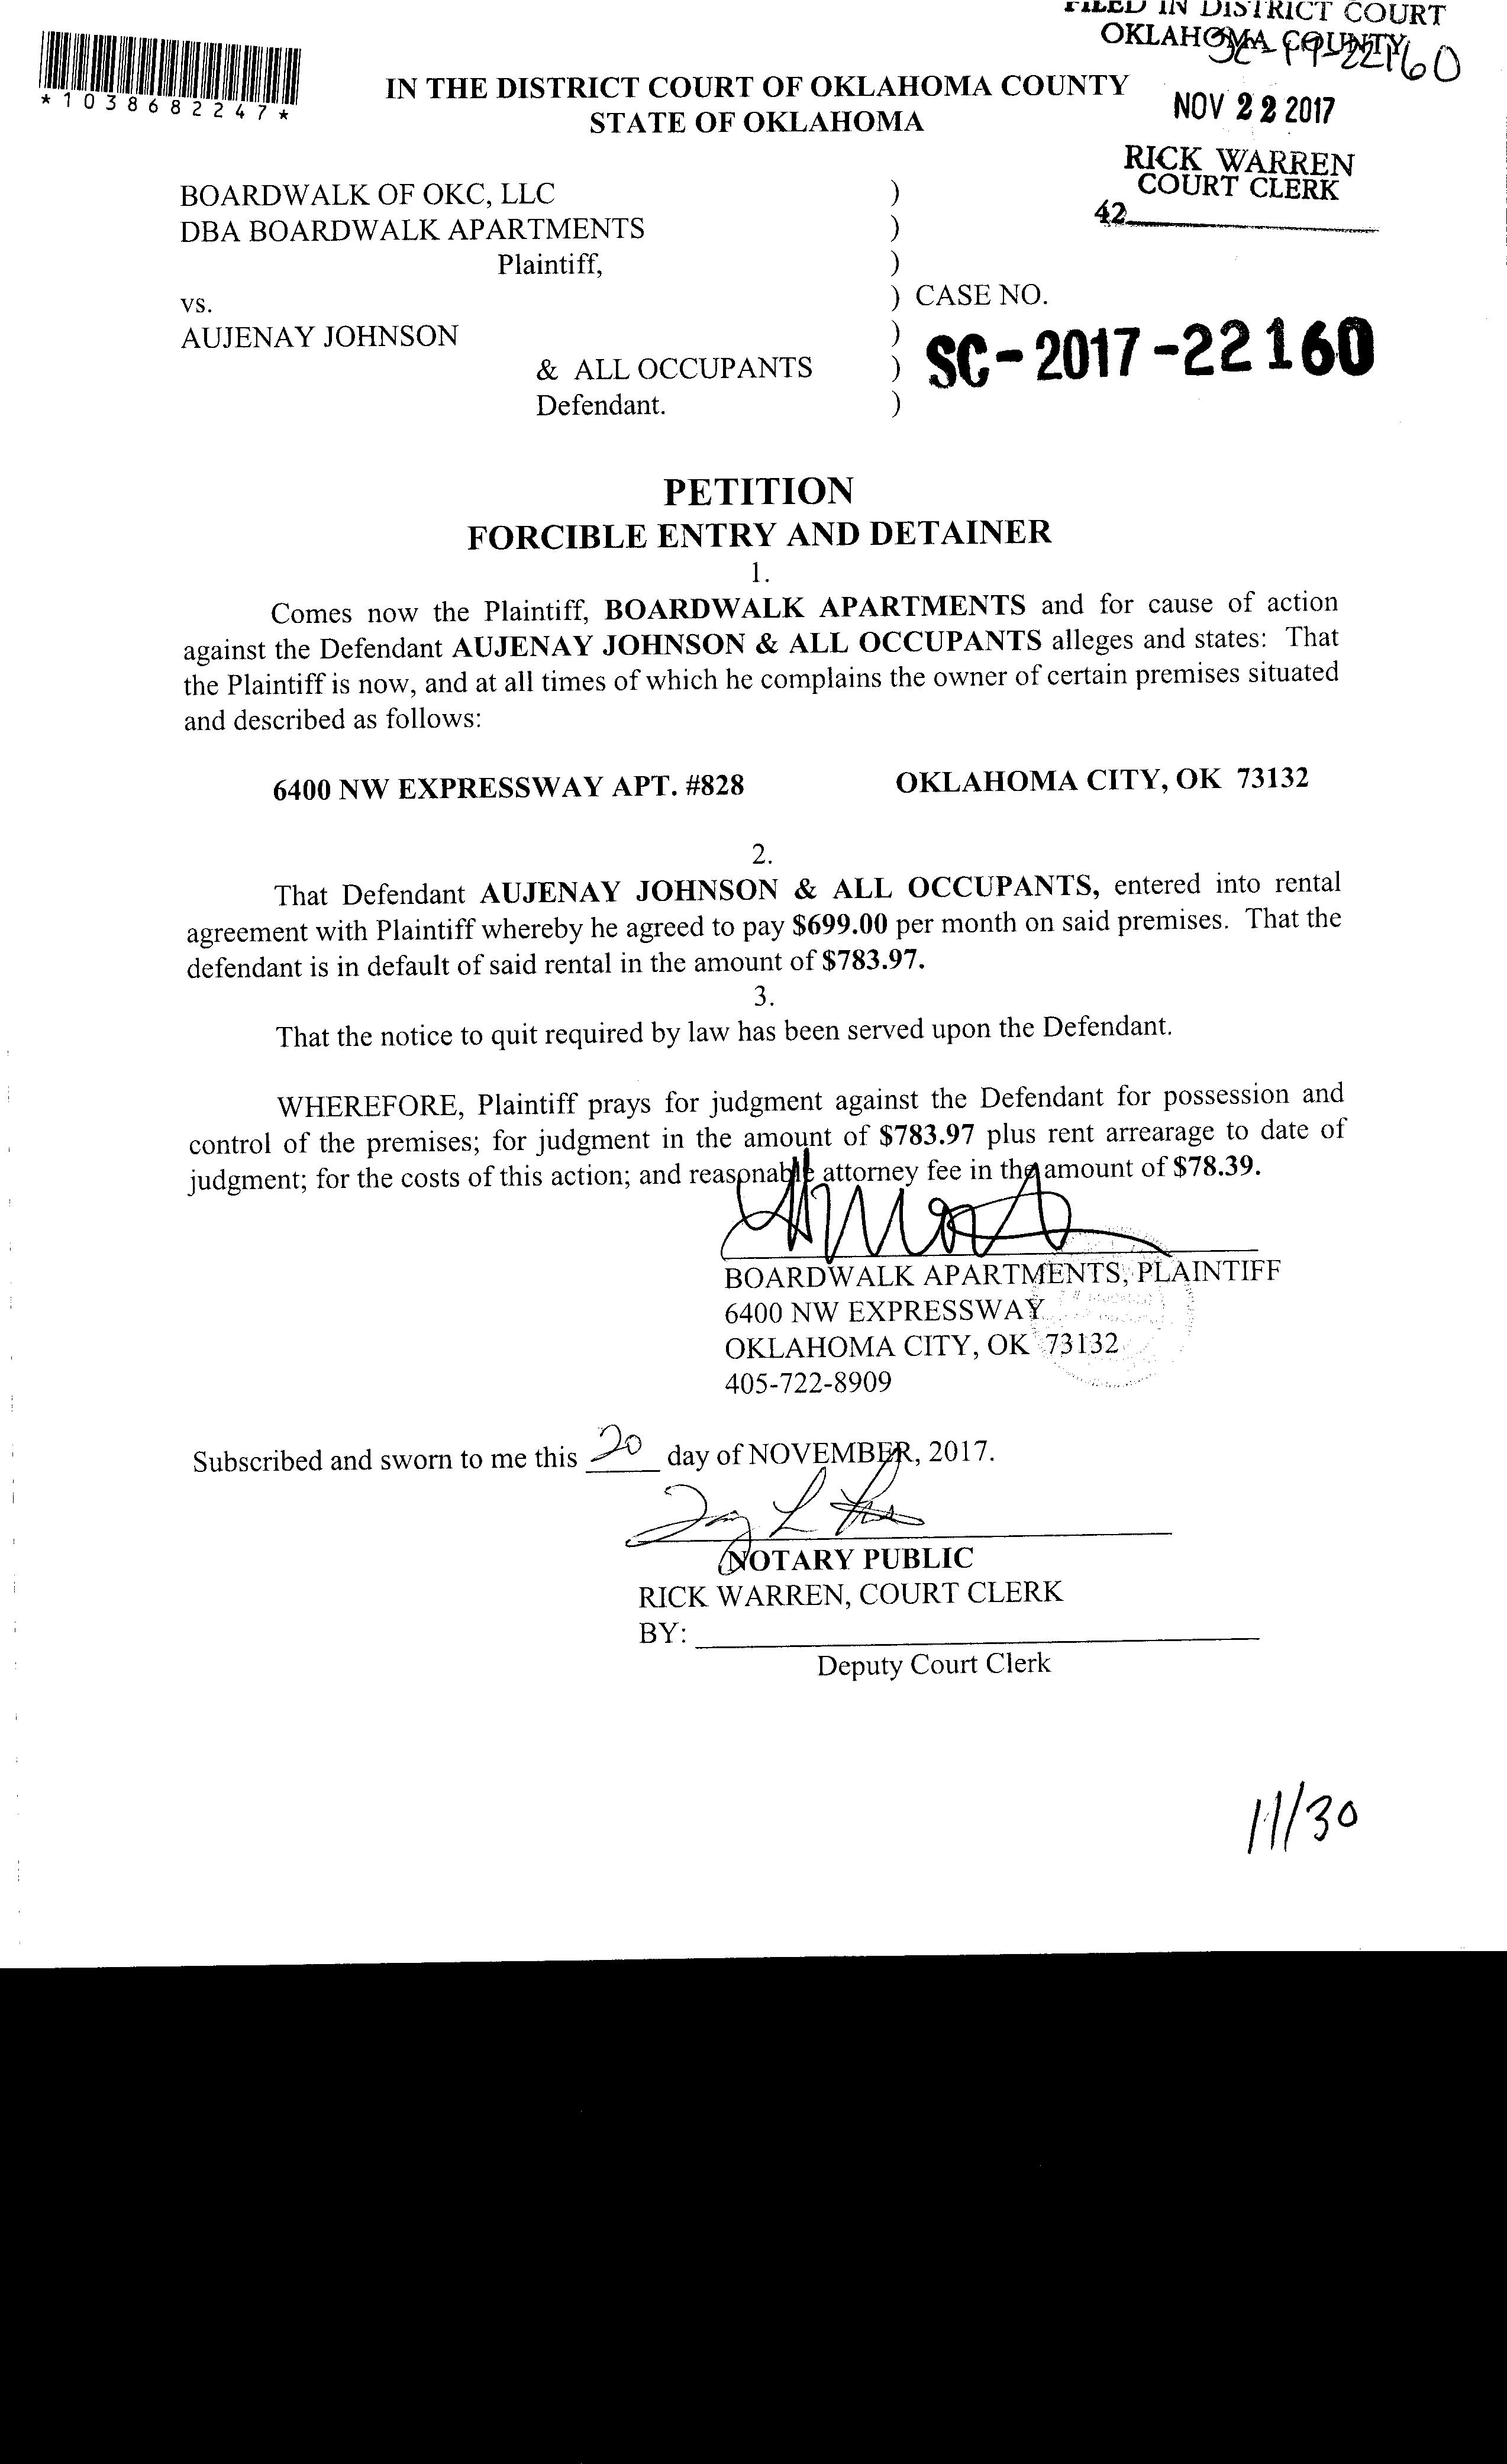 FILED IN DISTRICT COURT
OKLAHOMA COUNTY
*1038682247*
IN THE DISTRICT COURT OF OKLAHOMA COUNTY
STATE OF OKLAHOMA
NOV 22 2017
RICK WARREN
COURT CLERK
42
BOARDWALK OF OKC, LLC )
DBA BOARDWALK APARTMENTS )
Plaintiff, )
vs. ) CASE NO.
AUJENAY JOHNSON )
& ALL OCCUPANTS ) SC-2017-22160
Defendant. )
PETITION
FORCIBLE ENTRY AND DETAINER
1.
Comes now the Plaintiff, BOARDWALK APARTMENTS and for cause of action
against the Defendant AUJENAY JOHNSON & ALL OCCUPANTS alleges and states: That
the Plaintiff is now, and at all times of which he complains the owner of certain premises situated
and described as follows:
6400 NW EXPRESSWAY APT. #828 OKLAHOMA CITY, OK 73132
2.
That Defendant AUJENAY JOHNSON & ALL OCCUPANTS, entered into rental
agreement with Plaintiff whereby he agreed to pay $699.00 per month on said premises. That the
defendant is in default of said rental in the amount of $783.97.
3.
That the notice to quit required by law has been served upon the Defendant.
WHEREFORE, Plaintiff prays for judgment against the Defendant for possession and
control of the premises; for judgment in the amount of $783.97 plus rent arrearage to date of
judgment; for the costs of this action; and reasonable attorney fee in the amount of $78.39.
BOARDWALK APARTMENTS, PLAINTIFF
6400 NW EXPRESSWAY
OKLAHOMA CITY, OK 73132
405-722-8909
Subscribed and sworn to me this 20 day of NOVEMBER, 2017.
NOTARY PUBLIC
RICK WARREN, COURT CLERK
BY:
Deputy Court Clerk
11/30